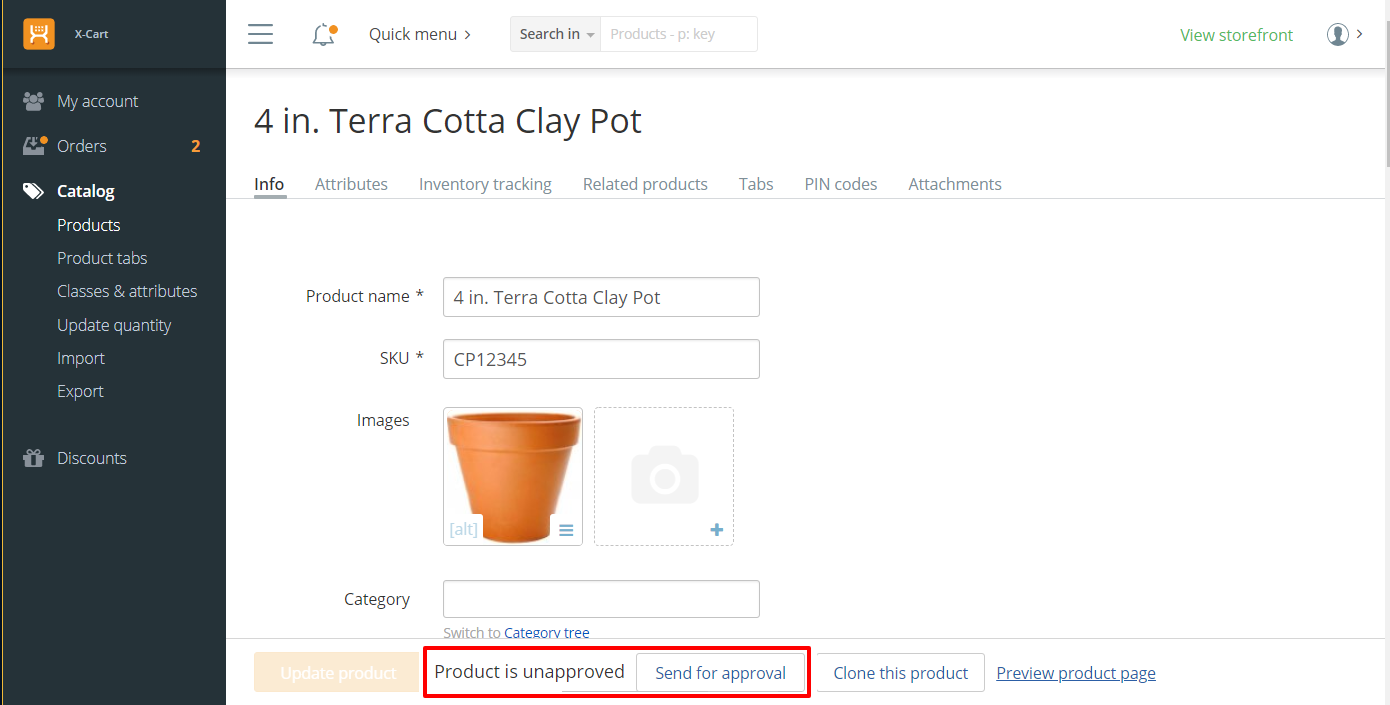 X-Cart
Quick menu
Search in
Products - p: key
View storefront
My account
Orders 2
Catalog
Products
Product tabs
Classes & attributes
Update quantity
Import
Export
Discounts
4 in. Terra Cotta Clay Pot
Info Attributes Inventory tracking Related products Tabs PIN codes Attachments
Product name * 4 in. Terra Cotta Clay Pot
SKU * CP12345
Images
[alt]
Category
Switch to Category tree
Update product Product is unapproved Send for approval Clone this product Preview product page